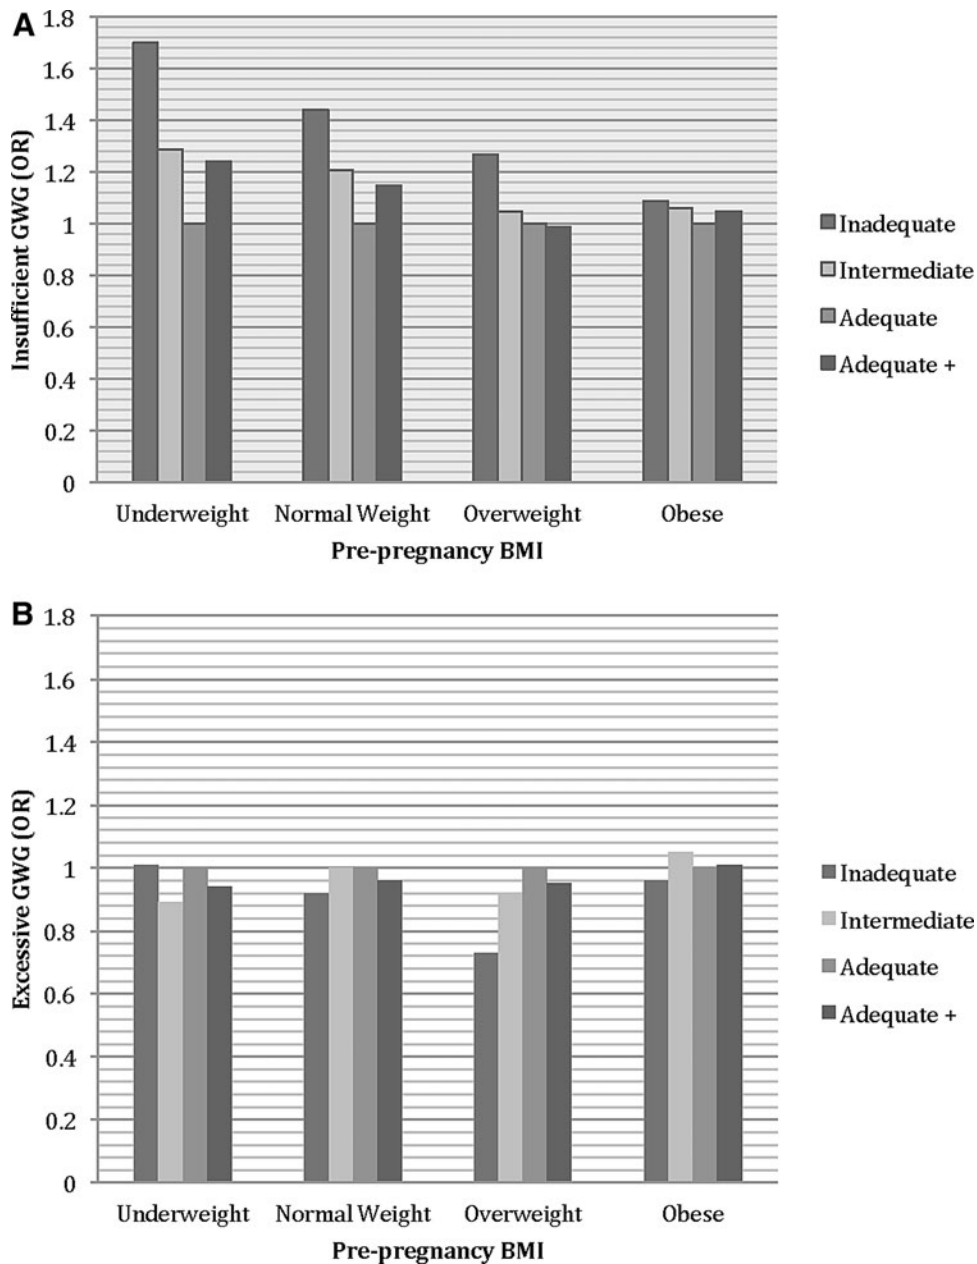 A
1.8
1.6
1.4
1.2
1
0.8
0.6
0.4
0.2
0
Insufficient GWG (OR)
Underweight Normal Weight Overweight Obese
Pre-pregnancy BMI
Inadequate
Intermediate
Adequate
Adequate +
B
1.8
1.6
1.4
1.2
1
0.8
0.6
0.4
0.2
0
Excessive GWG (OR)
Underweight Normal Weight Overweight Obese
Pre-pregnancy BMI
Inadequate
Intermediate
Adequate
Adequate +